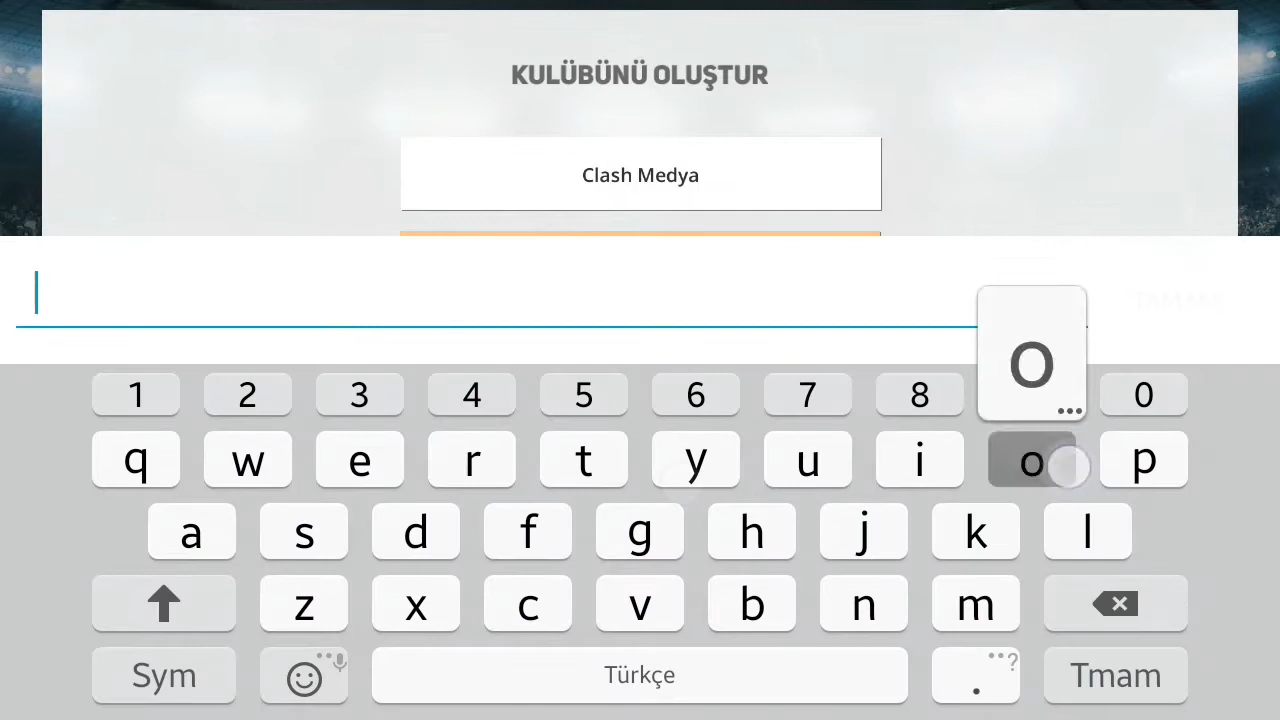 KULÜBÜNÜ OLUŞTUR
Clash Medya
o
1 2 3 4 5 6 7 8 0
q w e r t y u i o p
a s d f g h j k l
z x c v b n m
Sym ? Türkçe . Tmam